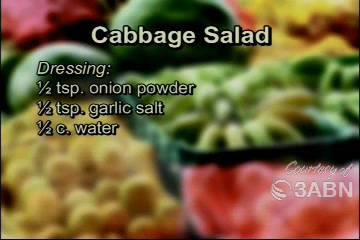 Cabbage Salad
Dressing:
½ tsp. onion powder
½ tsp. garlic salt
½ c. water
Courtesy of
3ABN